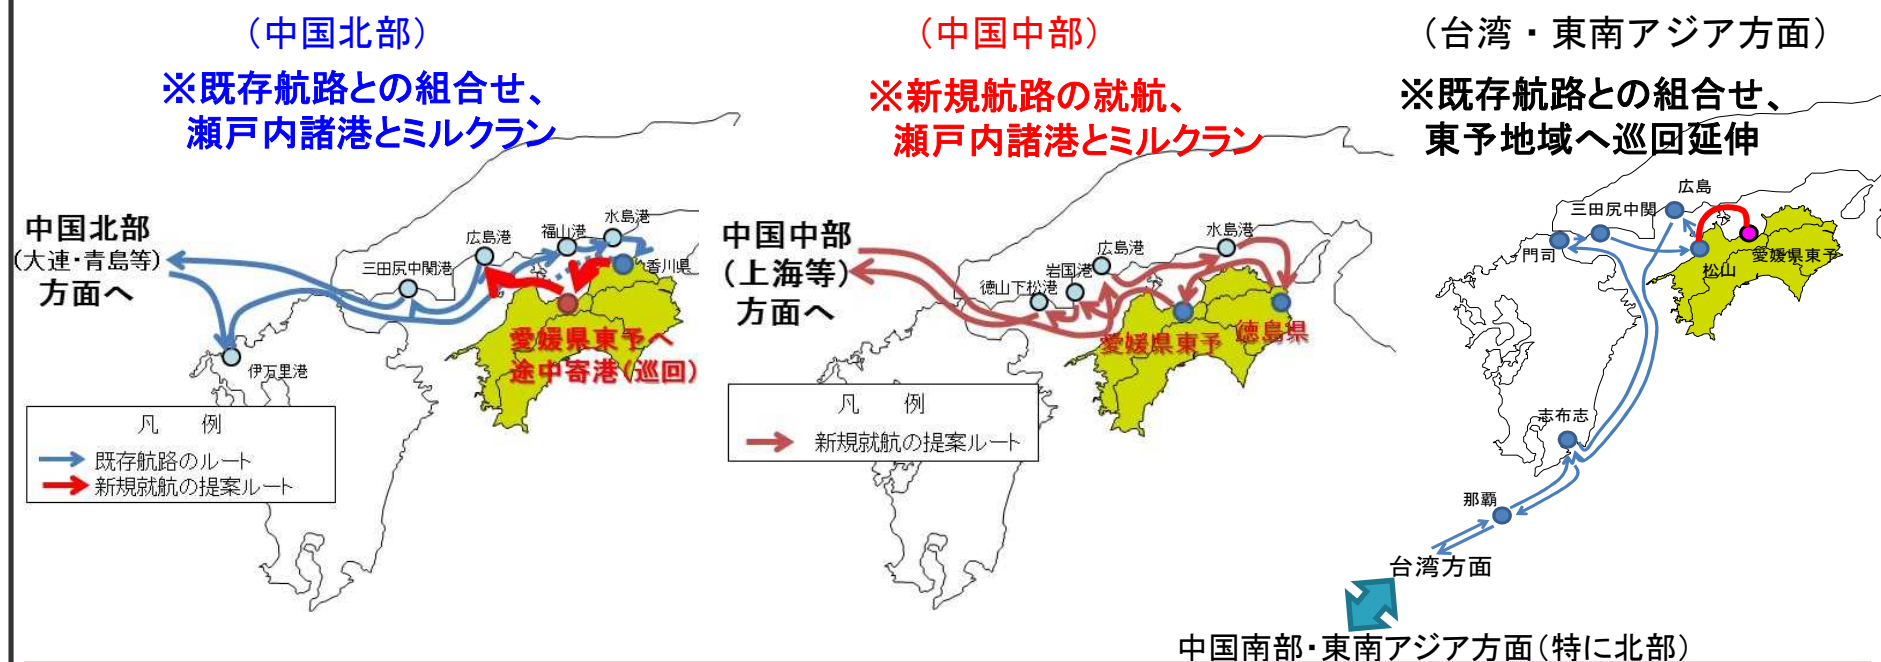 (中国北部)
※既存航路との組合せ、
瀬戸内諸港とミルクラン
中国北部
(大連・青島等)
方面へ
三田尻中関港
広島港
福山港
水島港
香川県
伊万里港
愛媛県東予へ
途中寄港(巡回)
凡 例
既存航路のルート
新規就航の提案ルート
(中国中部)
※新規航路の就航、
瀬戸内諸港とミルクラン
中国中部
(上海等)
方面へ
徳山下松港
岩国港
広島港
水島港
愛媛県東予
徳島県
凡 例
新規就航の提案ルート
(台湾・東南アジア方面)
※既存航路との組合せ、
東予地域へ巡回延伸
広島
三田尻中関
門司
松山
愛媛県東予
志布志
那覇
台湾方面
中国南部・東南アジア方面(特に北部)